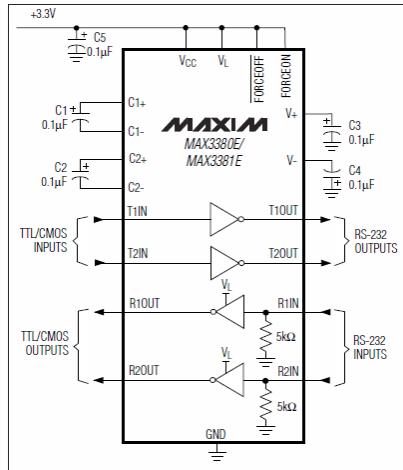 +3.3V
C5
0.1µF
VCC
VL
FORCEOFF
FORCEON
C1
0.1µF
C1+
C1-
C2
0.1µF
C2+
C2-
MAXIM
MAX3380E/
MAX3381E
V+
C3
0.1µF
V-
C4
0.1µF
TTL/CMOS
INPUTS
T1IN
T1OUT
T2IN
T2OUT
RS-232
OUTPUTS
TTL/CMOS
OUTPUTS
R1OUT
VL
R1IN
5kΩ
R2OUT
VL
R2IN
5kΩ
RS-232
INPUTS
GND